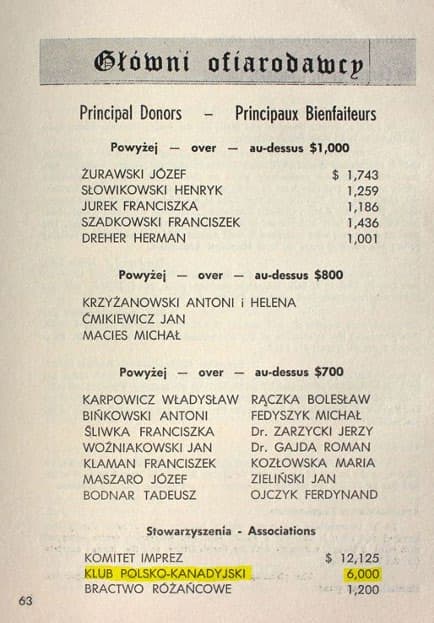 Główni ofiarodawcy
Principal Donors – Principaux Bienfaiteurs
Powyżej — over — au-dessus $1,000
ŻURAWSKI JÓZEF $ 1,743
SŁOWIKOWSKI HENRYK 1,259
JUREK FRANCISZKA 1,186
SZADKOWSKI FRANCISZEK 1,436
DREHER HERMAN 1,001
Powyżej — over — au-dessus $800
KRZYŻANOWSKI ANTONI i HELENA
ĆMIKIEWICZ JAN
MACIES MICHAŁ
Powyżej — over — au-dessus $700
KARPOWICZ WŁADYSŁAW RĄCZKA BOLESŁAW
BIŃKOWSKI ANTONI FEDYSZYK MICHAŁ
ŚLIWKA FRANCISZKA Dr. ZARZYCKI JERZY
WOŹNIAKOWSKI JAN Dr. GAJDA ROMAN
KLAMAN FRANCISZEK KOZŁOWSKA MARIA
MASZARO JÓZEF ZIELIŃSKI JAN
BODNAR TADEUSZ OJCZYK FERDYNAND
Stowarzyszenia - Associations
KOMITET IMPREZ $ 12,125
KLUB POLSKO-KANADYJSKI 6,000
BRACTWO RÓŻAŃCOWE 1,200
63